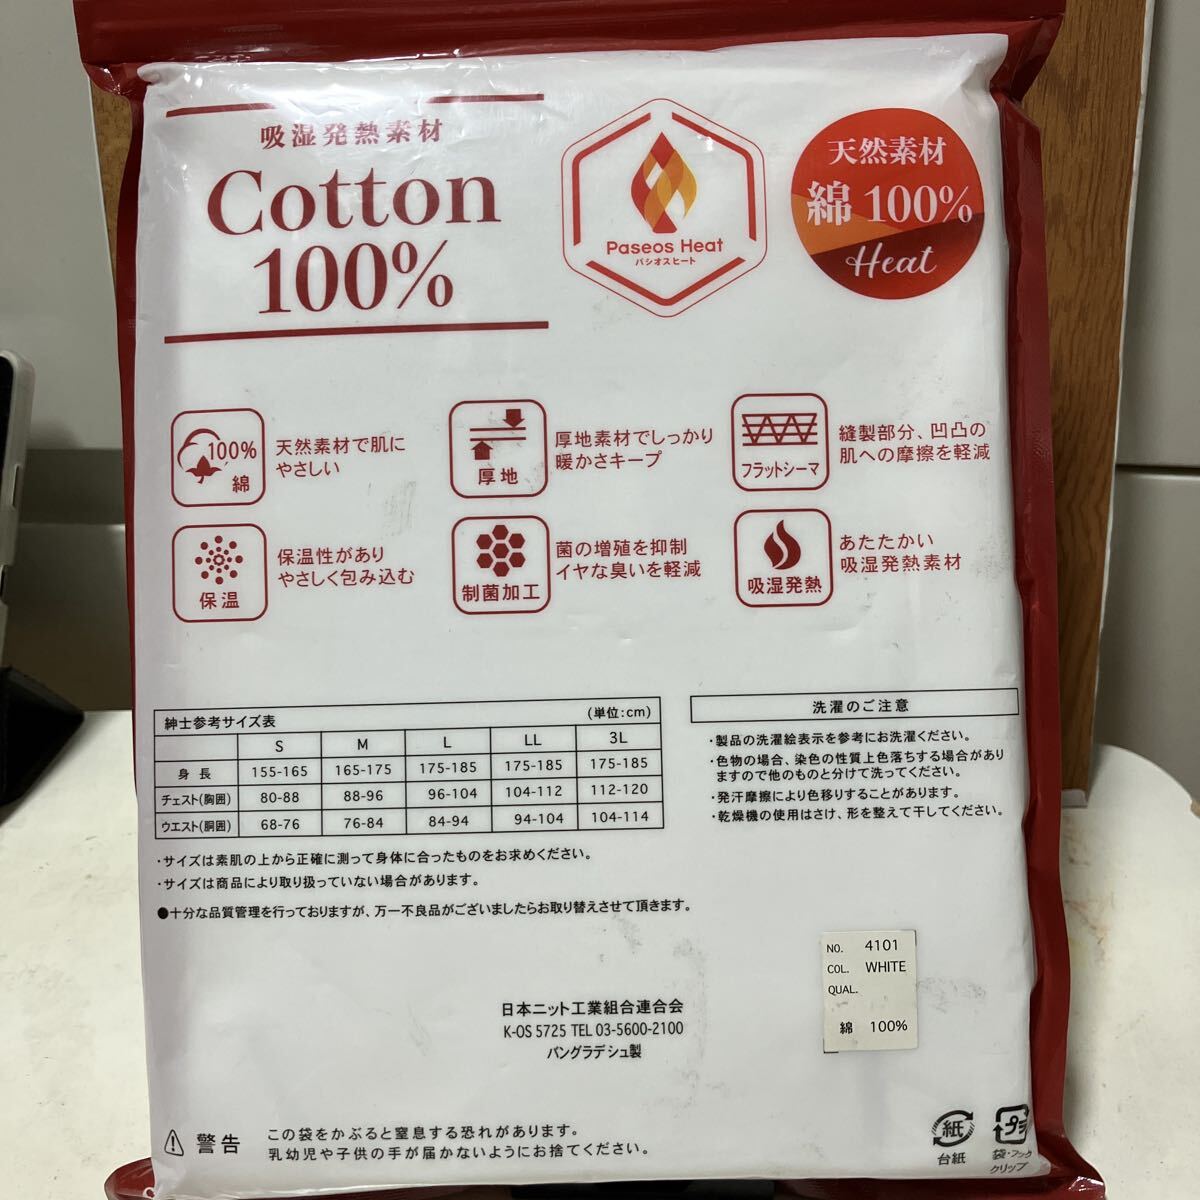 吸湿発熱素材
Cotton
100%
Paseos Heat
パシオスヒート
天然素材
綿 100%
Heat
100%
綿
天然素材で肌に
やさしい
厚地
厚地素材でしっかり
暖かさキープ
フラットシーマ
縫製部分、凹凸の
肌への摩擦を軽減
保温
保温性があり
やさしく包み込む
制菌加工
菌の増殖を抑制
イヤな臭いを軽減
吸湿発熱
あたたかい
吸湿発熱素材
紳士参考サイズ表 (単位:cm)
S M L LL 3L
身長 155-165 165-175 175-185 175-185 175-185
チェスト(胸囲) 80-88 88-96 96-104 104-112 112-120
ウエスト(胴囲) 68-76 76-84 84-94 94-104 104-114
・サイズは素肌の上から正確に測って身体に合ったものをお求めください。
・サイズは商品により取り扱っていない場合があります。
●十分な品質管理を行っておりますが、万一不良品がございましたらお取り替えさせて頂きます。
洗濯のご注意
・製品の洗濯絵表示を参考にお洗濯ください。
・色物の場合、染色の性質上色落ちする場合があり
ますので他のものと分けて洗ってください。
・発汗摩擦により色移りすることがあります。
・乾燥機の使用はさけ、形を整えて干してください。
NO. 4101
COL. WHITE
QUAL.
綿 100%
日本ニット工業組合連合会
K-OS 5725 TEL 03-5600-2100
バングラデシュ製
警告
この袋をかぶると窒息する恐れがあります。
乳幼児や子供の手が届かないようにお捨てください。
紙
台紙
プラ
袋・フック
クリップ